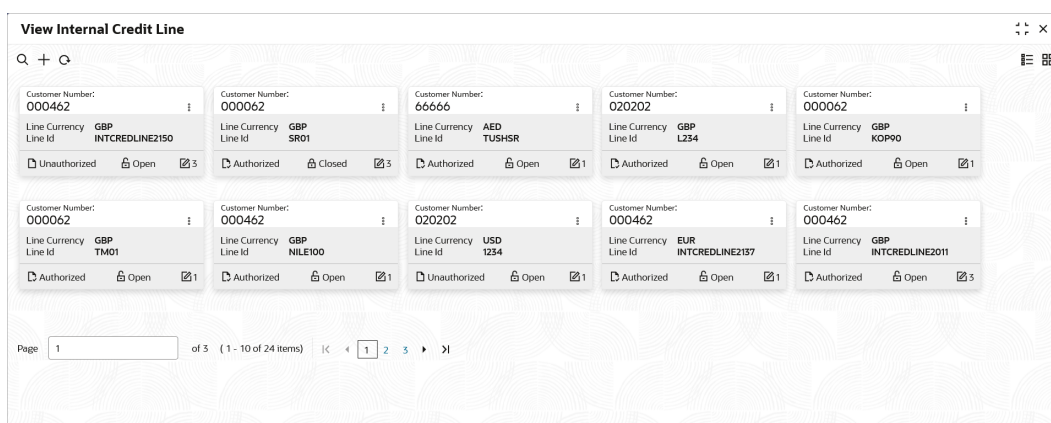 View Internal Credit Line
Customer Number: Customer Number: Customer Number: Customer Number: Customer Number:
000462 000062 66666 020202 000062
Line Currency GBP Line Currency GBP Line Currency AED Line Currency GBP Line Currency GBP
Line Id INTCREDLINE2150 Line Id SR01 Line Id TUSHSR Line Id L234 Line Id KOP90
Unauthorized Open 3 Authorized Closed 3 Authorized Open 1 Authorized Open 1 Authorized Open 1
Customer Number: Customer Number: Customer Number: Customer Number: Customer Number:
000062 000462 020202 000462 000462
Line Currency GBP Line Currency GBP Line Currency USD Line Currency EUR Line Currency GBP
Line Id TM01 Line Id NILE100 Line Id 1234 Line Id INTCREDLINE2137 Line Id INTCREDLINE2011
Authorized Open 1 Authorized Open 1 Unauthorized Open 1 Authorized Open 1 Authorized Open 3
Page 1 of 3 ( 1 - 10 of 24 items) 1 2 3